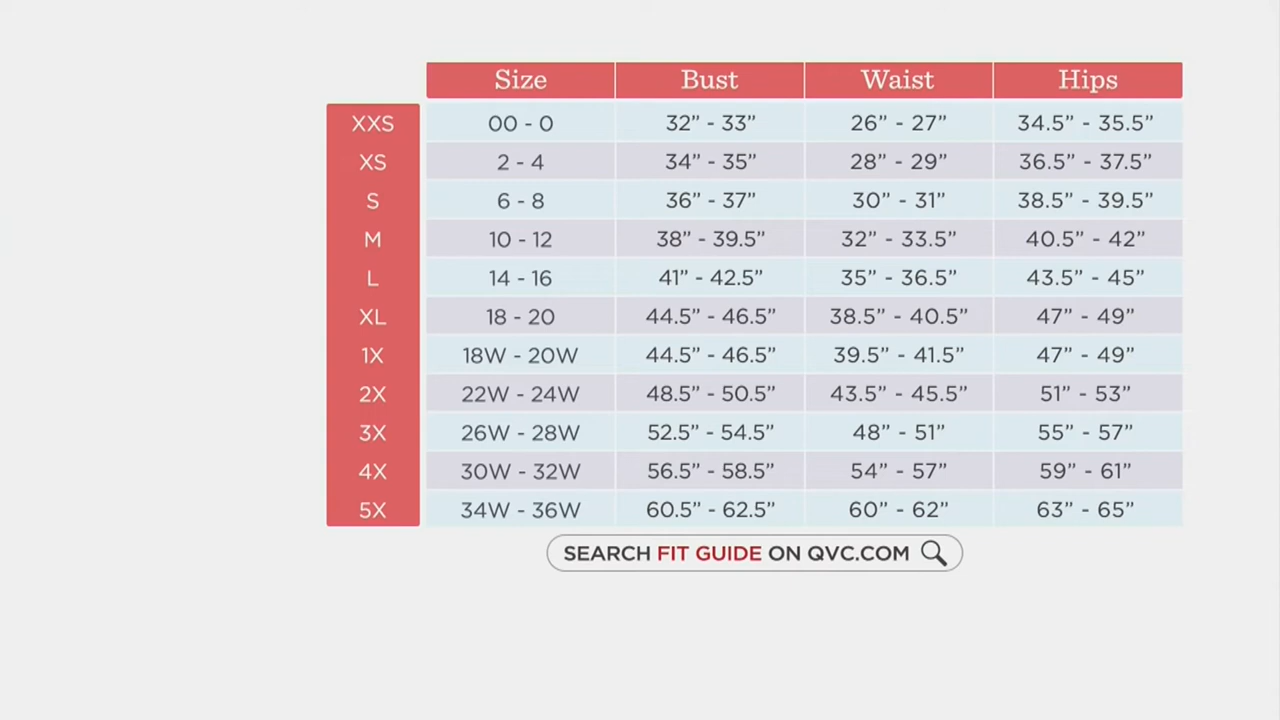 Size Bust Waist Hips
XXS 00 - 0 32” - 33” 26” - 27” 34.5” - 35.5”
XS 2 - 4 34” - 35” 28” - 29” 36.5” - 37.5”
S 6 - 8 36” - 37” 30” - 31” 38.5” - 39.5”
M 10 - 12 38” - 39.5” 32” - 33.5” 40.5” - 42”
L 14 - 16 41” - 42.5” 35” - 36.5” 43.5” - 45”
XL 18 - 20 44.5” - 46.5” 38.5” - 40.5” 47” - 49”
1X 18W - 20W 44.5” - 46.5” 39.5” - 41.5” 47” - 49”
2X 22W - 24W 48.5” - 50.5” 43.5” - 45.5” 51” - 53”
3X 26W - 28W 52.5” - 54.5” 48” - 51” 55” - 57”
4X 30W - 32W 56.5” - 58.5” 54” - 57” 59” - 61”
5X 34W - 36W 60.5” - 62.5” 60” - 62” 63” - 65”
SEARCH FIT GUIDE ON QVC.COM